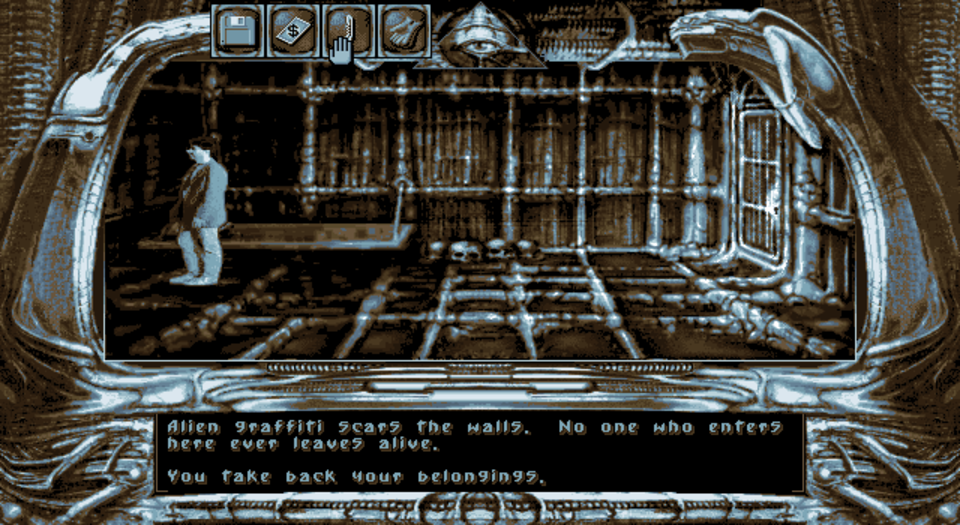 $
Alien graffiti scars the walls.  No one who enters
here ever leaves alive.
You take back your belongings.